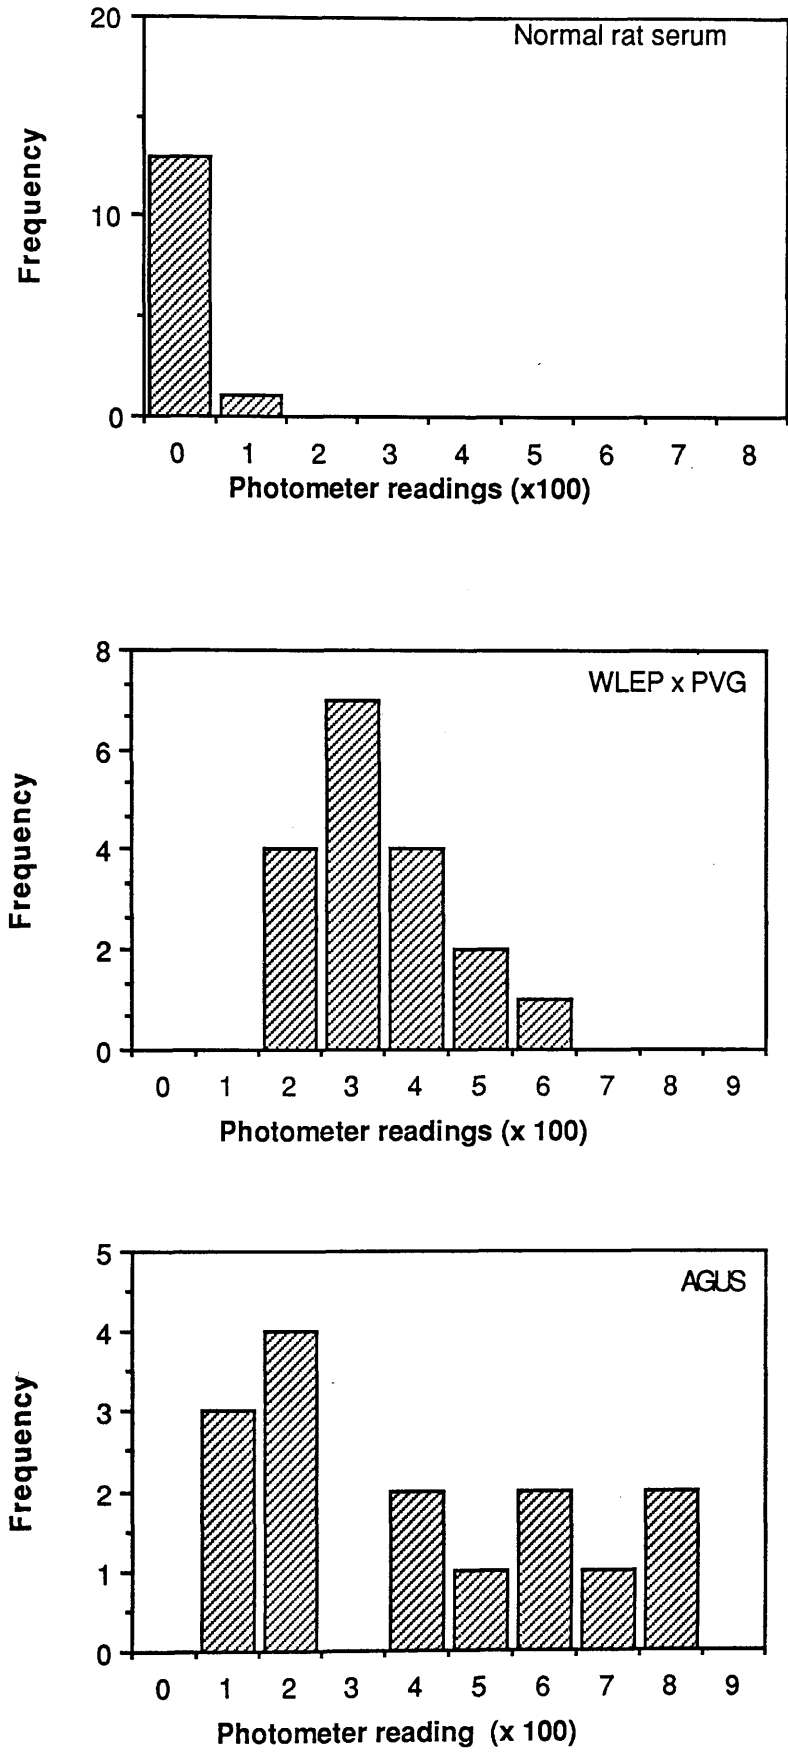 20
Normal rat serum
Frequency
10
0
0 1 2 3 4 5 6 7 8
Photometer readings (x100)
8
WLEP x PVG
6
Frequency
4
2
0
0 1 2 3 4 5 6 7 8 9
Photometer readings (x 100)
5
AGUS
4
Frequency
3
2
1
0
0 1 2 3 4 5 6 7 8 9
Photometer reading (x 100)